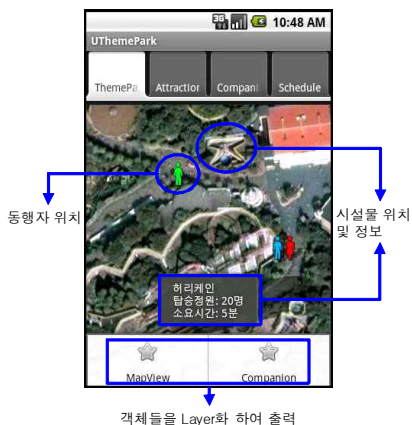 3G
10:48 AM
UThemePark
ThemePa
Attraction
Compani
Schedule
동행자 위치
시설물 위치
및 정보
허리케인
탑승정원: 20명
소요시간: 5분
MapView
Companion
객체들을 Layer화 하여 출력